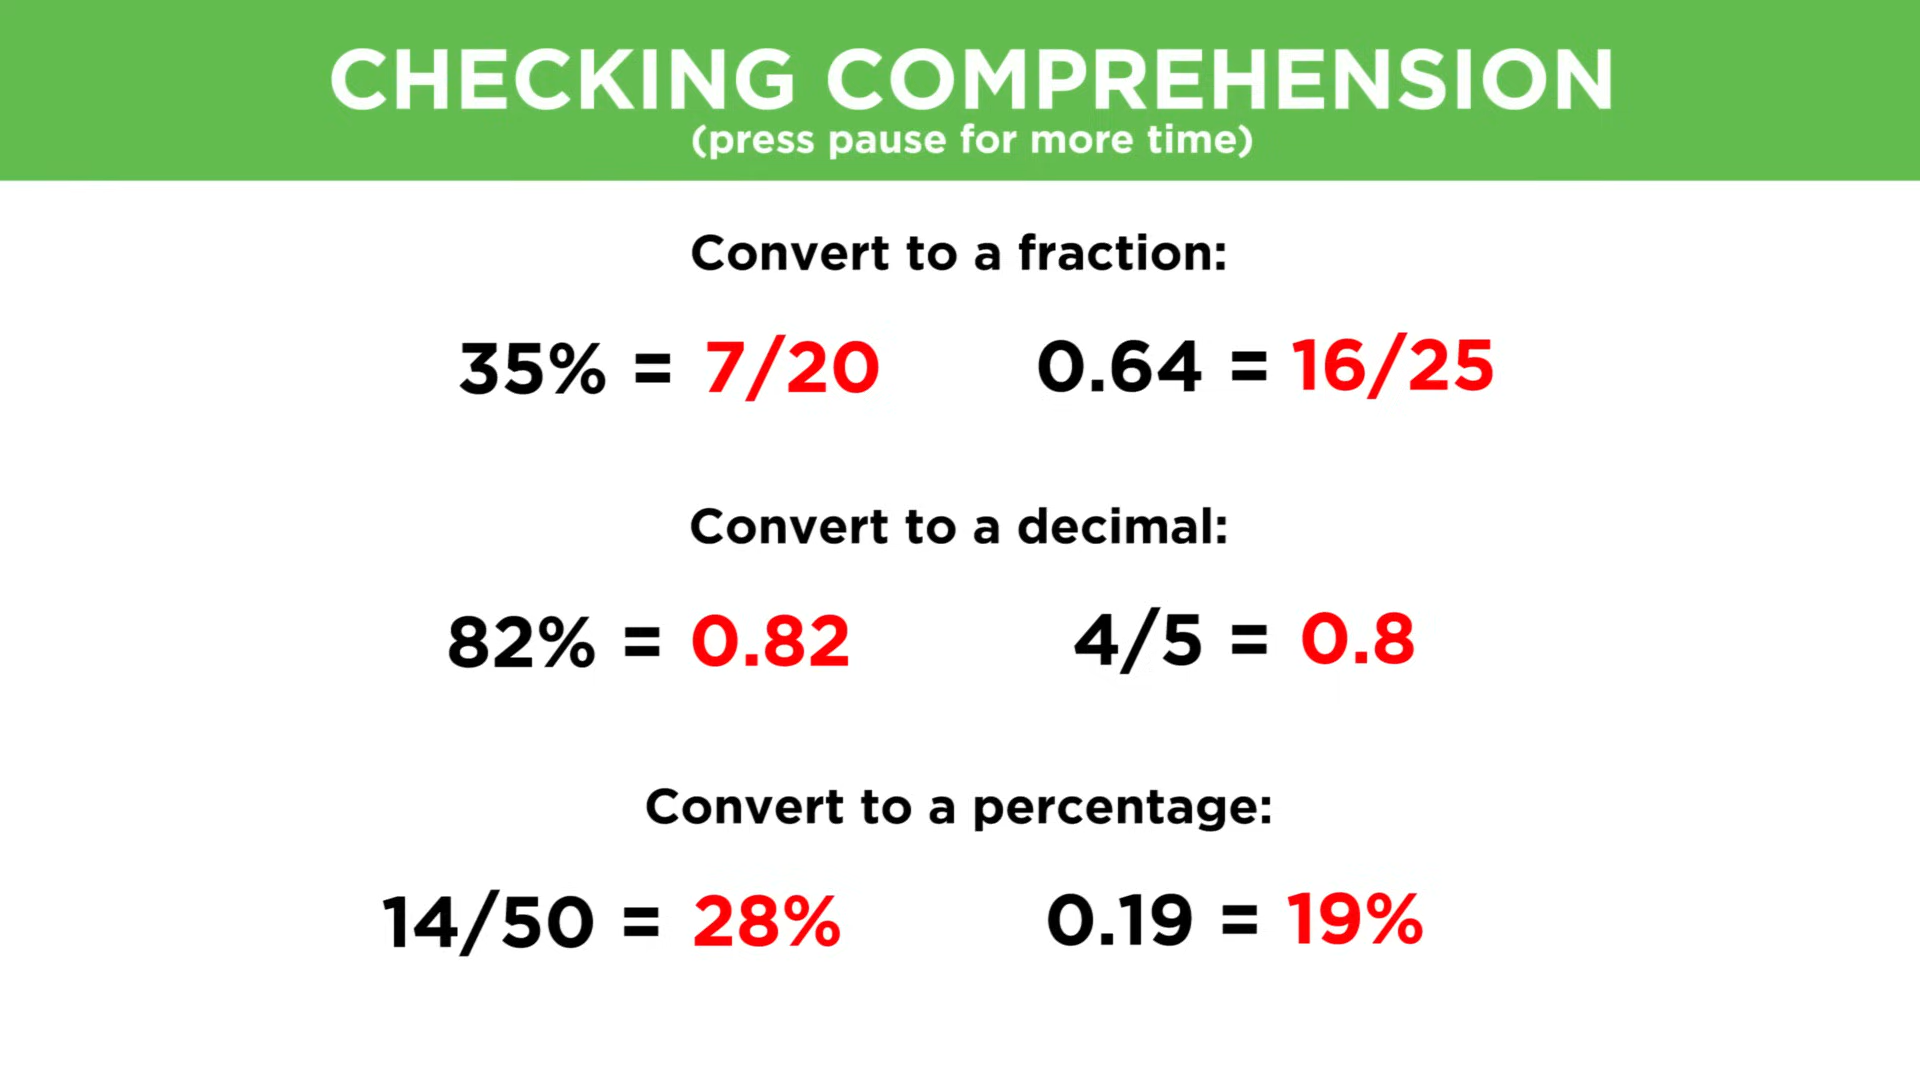 CHECKING COMPREHENSION
(press pause for more time)
Convert to a fraction:
35% = 7/20 0.64 = 16/25
Convert to a decimal:
82% = 0.82 4/5 = 0.8
Convert to a percentage:
14/50 = 28% 0.19 = 19%